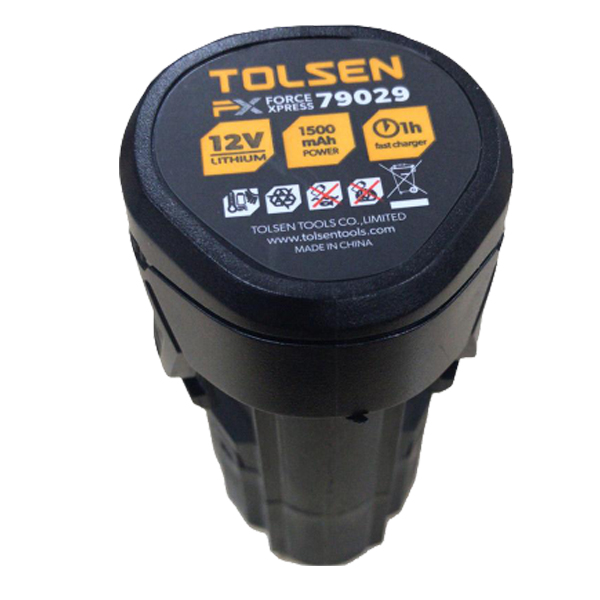 TOLSEN
FX FORCE XPRESS 79029
12V LITHIUM
1500 mAh POWER
1h fast charger
TOLSEN TOOLS CO.,LIMITED
www.tolsentools.com
MADE IN CHINA